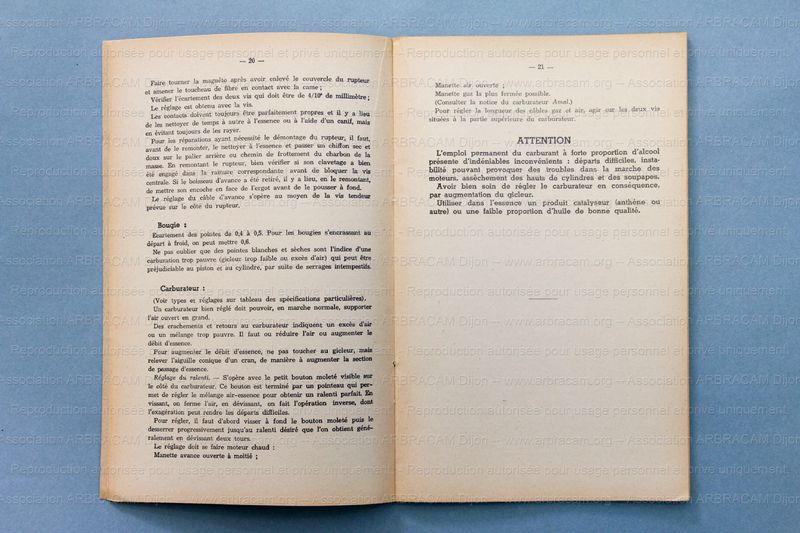 — 20 —
Faire tourner la magnéto après avoir enlevé le couvercle du rupteur
et amener le toucheau de fibre en contact avec la came ;
Vérifier l'écartement des deux vis qui doit être de 4/10e de millimètre ;
Le réglage est obtenu avec la vis.
Les contacts doivent toujours être parfaitement propres et il y a lieu
de les nettoyer de temps à autre à l'essence ou à l'aide d'un canif, mais
en évitant toujours de les rayer.
Pour les réparations ayant nécessité le démontage du rupteur, il faut,
avant de le remonter, le nettoyer à l'essence et passer un chiffon sec et
doux sur le palier arrière ou chemin de frottement du charbon de la
masse. En remontant le rupteur, bien vérifier si son clavetage a bien
été engagé dans la rainure correspondante avant de bloquer la vis
centrale. Si le boisseau d'avance a été retiré, il y a lieu, en le remontant,
de mettre son encoche en face de l'ergot avant de le pousser à fond.
Le réglage du câble d'avance s'opère au moyen de la vis tendeur
prévue sur le côté du rupteur.
Bougie :
Ecartement des pointes de 0,4 à 0,5. Pour les bougies s'encrassant au
départ à froid, on peut mettre 0,6.
Ne pas oublier que des pointes blanches et sèches sont l'indice d'une
carburation trop pauvre (gicleur trop faible ou excès d'air) qui peut être
préjudiciable au piston et au cylindre, par suite de serrages intempestifs.
Carburateur :
(Voir types et réglages sur tableau des spécifications particulières).
Un carburateur bien réglé doit pouvoir, en marche normale, supporter
l'air ouvert en grand.
Des crachements et retours au carburateur indiquent un excès d'air
ou un mélange trop pauvre. Il faut ou réduire l'air ou augmenter le
débit d'essence.
Pour augmenter le débit d'essence, ne pas toucher au gicleur, mais
relever l'aiguille conique d'un cran, de manière à augmenter la section
de passage d'essence.
Réglage du ralenti. — S'opère avec le petit bouton moleté visible sur
le côté du carburateur. Ce bouton est terminé par un pointeau qui per-
met de régler le mélange air-essence pour obtenir un ralenti parfait. En
vissant, on ferme l'air, en dévissant, on fait l'opération inverse, dont
l'exagération peut rendre les départs difficiles.
Pour régler, il faut d'abord visser à fond le bouton moleté puis le
desserrer progressivement jusqu'au ralenti désiré que l'on obtient géné-
ralement en dévissant deux tours.
Le réglage doit se faire moteur chaud :
Manette avance ouverte à moitié ;
— 21 —
Manette air ouverte ;
Manette gaz la plus fermée possible.
(Consulter la notice du carburateur Amal.)
Pour régler la longueur des câbles gaz et air, agir sur les deux vis
situées à la partie supérieure du carburateur.
ATTENTION
L'emploi permanent du carburant à forte proportion d'alcool
présente d'indéniables inconvénients : départs difficiles, insta-
bilité pouvant provoquer des troubles dans la marche des
moteurs, assèchement des hauts de cylindres et des soupapes.
Avoir bien soin de régler le carburateur en conséquence,
par augmentation du gicleur.
Utiliser dans l'essence un produit catalyseur (anthène ou
autre) ou une faible proportion d'huile de bonne qualité.
Association ARBRACAM Dijon – www.arbracam.org – Association ARBRACAM Dijon
Reproduction autorisée pour usage personnel et privé uniquement